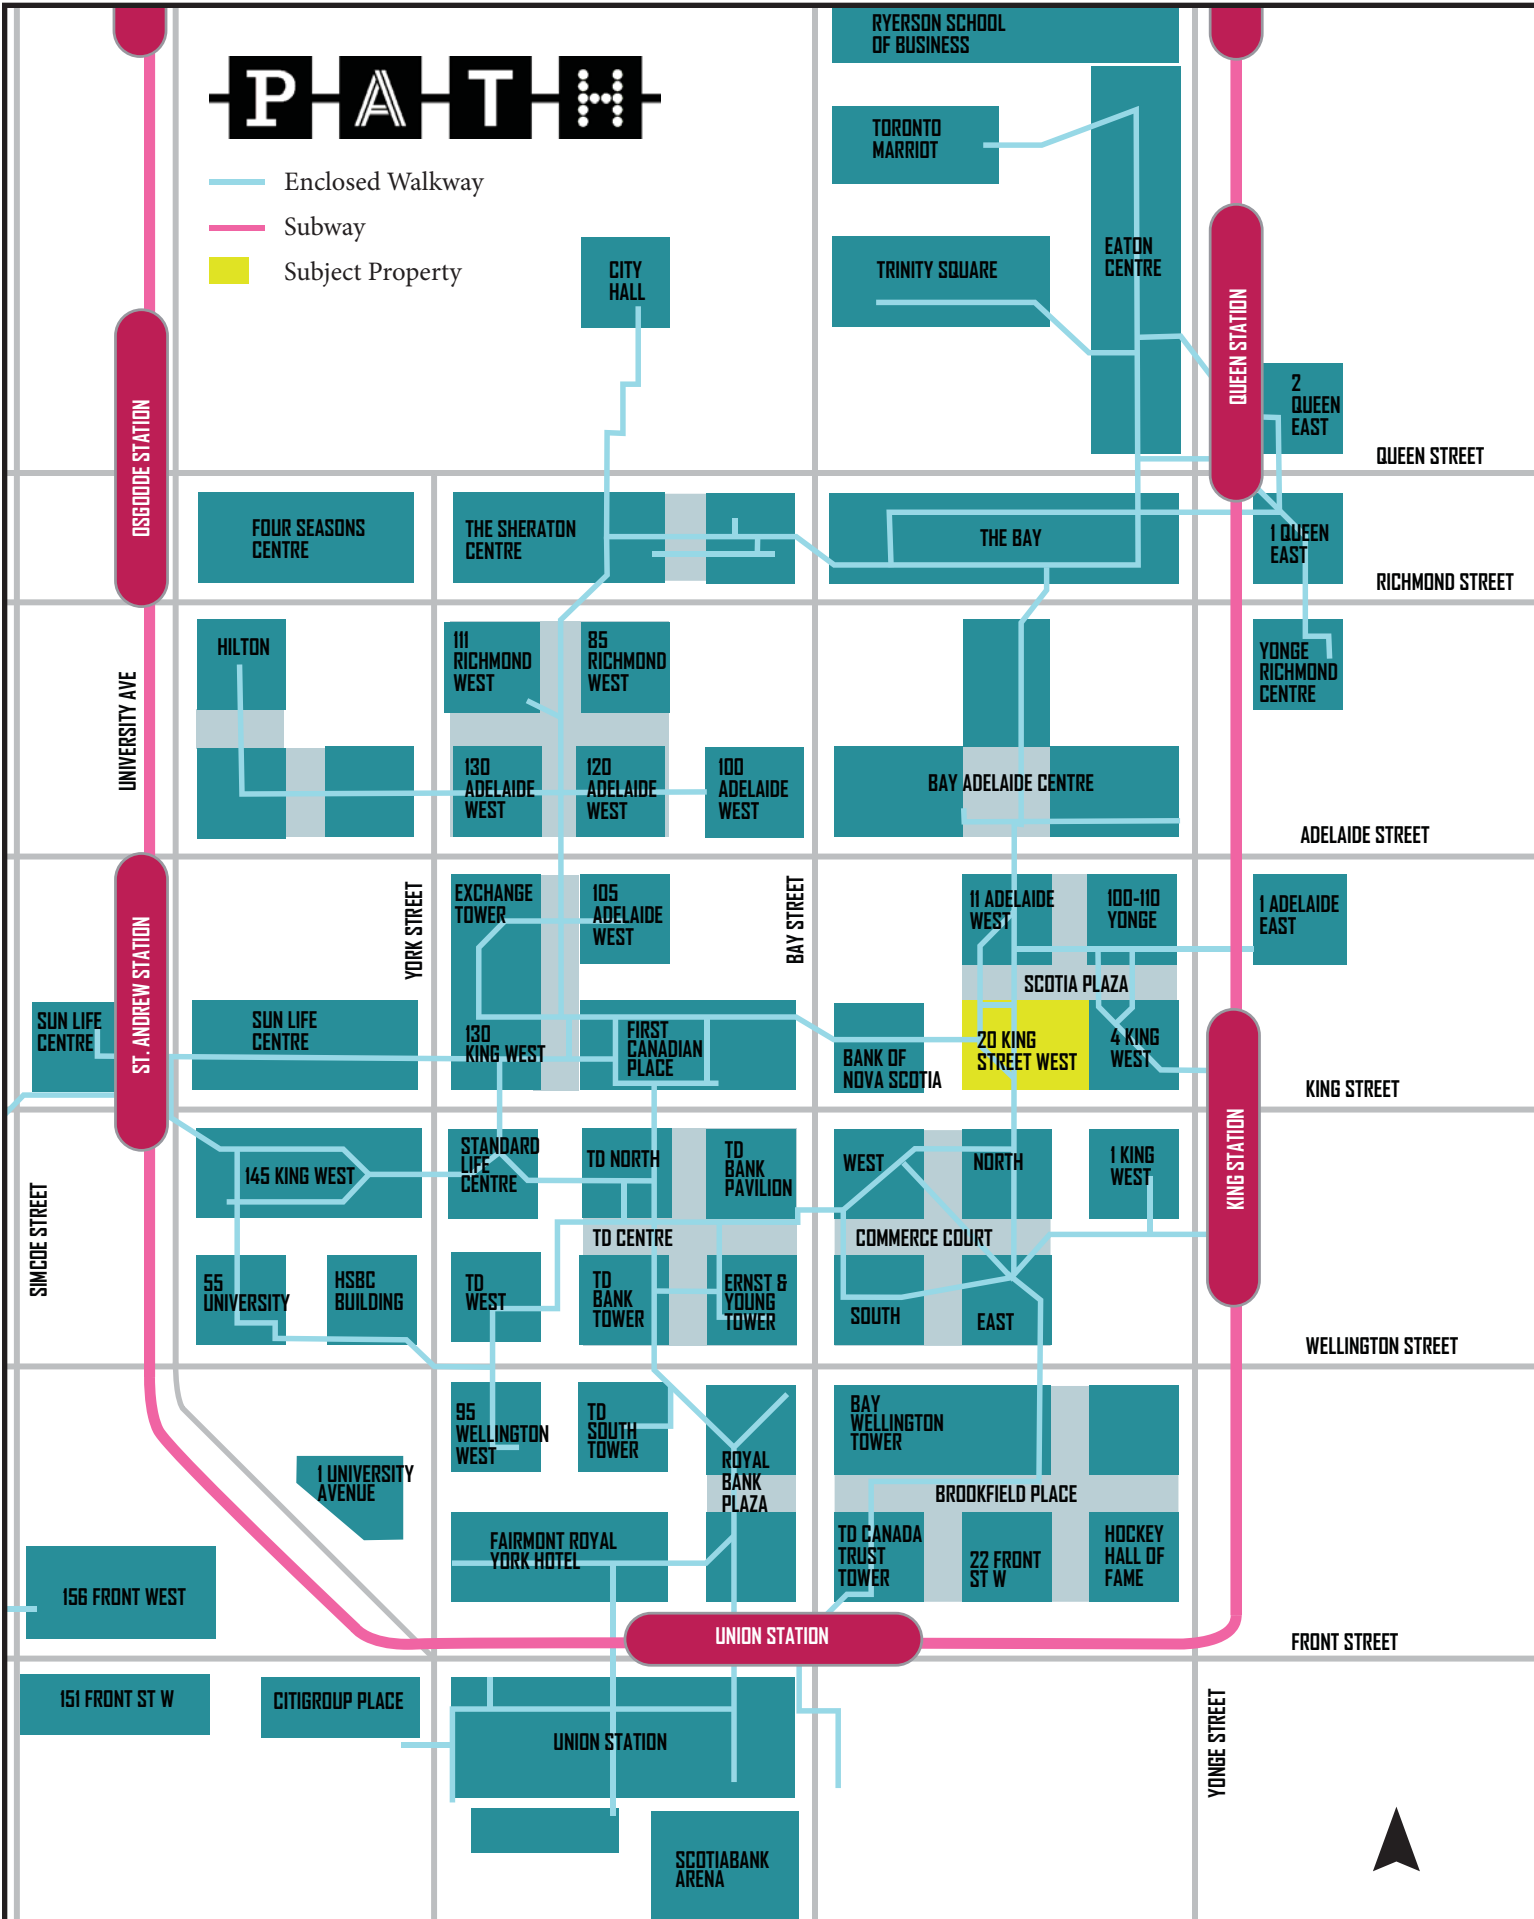 RYERSON SCHOOL
OF BUSINESS
PATH
Enclosed Walkway
Subway
Subject Property
TORONTO
MARRIOT
CITY
HALL
TRINITY SQUARE
EATON
CENTRE
QUEEN STATION
2
QUEEN
EAST
OSGOODE STATION
QUEEN STREET
FOUR SEASONS
CENTRE
THE SHERATON
CENTRE
THE BAY
1 QUEEN
EAST
RICHMOND STREET
HILTON
111
RICHMOND
WEST
85
RICHMOND
WEST
YONGE
RICHMOND
CENTRE
UNIVERSITY AVE
130
ADELAIDE
WEST
120
ADELAIDE
WEST
100
ADELAIDE
WEST
BAY ADELAIDE CENTRE
ADELAIDE STREET
ST. ANDREW STATION
YORK STREET
EXCHANGE
TOWER
105
ADELAIDE
WEST
BAY STREET
11 ADELAIDE
WEST
100-110
YONGE
1 ADELAIDE
EAST
SCOTIA PLAZA
SUN LIFE
CENTRE
SUN LIFE
CENTRE
130
KING WEST
FIRST
CANADIAN
PLACE
BANK OF
NOVA SCOTIA
20 KING
STREET WEST
4 KING
WEST
KING STREET
KING STATION
145 KING WEST
STANDARD
LIFE
CENTRE
TD NORTH
TD
BANK
PAVILION
WEST
NORTH
1 KING
WEST
SIMCOE STREET
TD CENTRE
COMMERCE COURT
55
UNIVERSITY
HSBC
BUILDING
TD
WEST
TD
BANK
TOWER
ERNST &
YOUNG
TOWER
SOUTH
EAST
WELLINGTON STREET
95
WELLINGTON
WEST
TD
SOUTH
TOWER
ROYAL
BANK
PLAZA
BAY
WELLINGTON
TOWER
1 UNIVERSITY
AVENUE
BROOKFIELD PLACE
FAIRMONT ROYAL
YORK HOTEL
TD CANADA
TRUST
TOWER
22 FRONT
ST W
HOCKEY
HALL OF
FAME
156 FRONT WEST
UNION STATION
FRONT STREET
151 FRONT ST W
CITIGROUP PLACE
UNION STATION
YONGE STREET
SCOTIABANK
ARENA